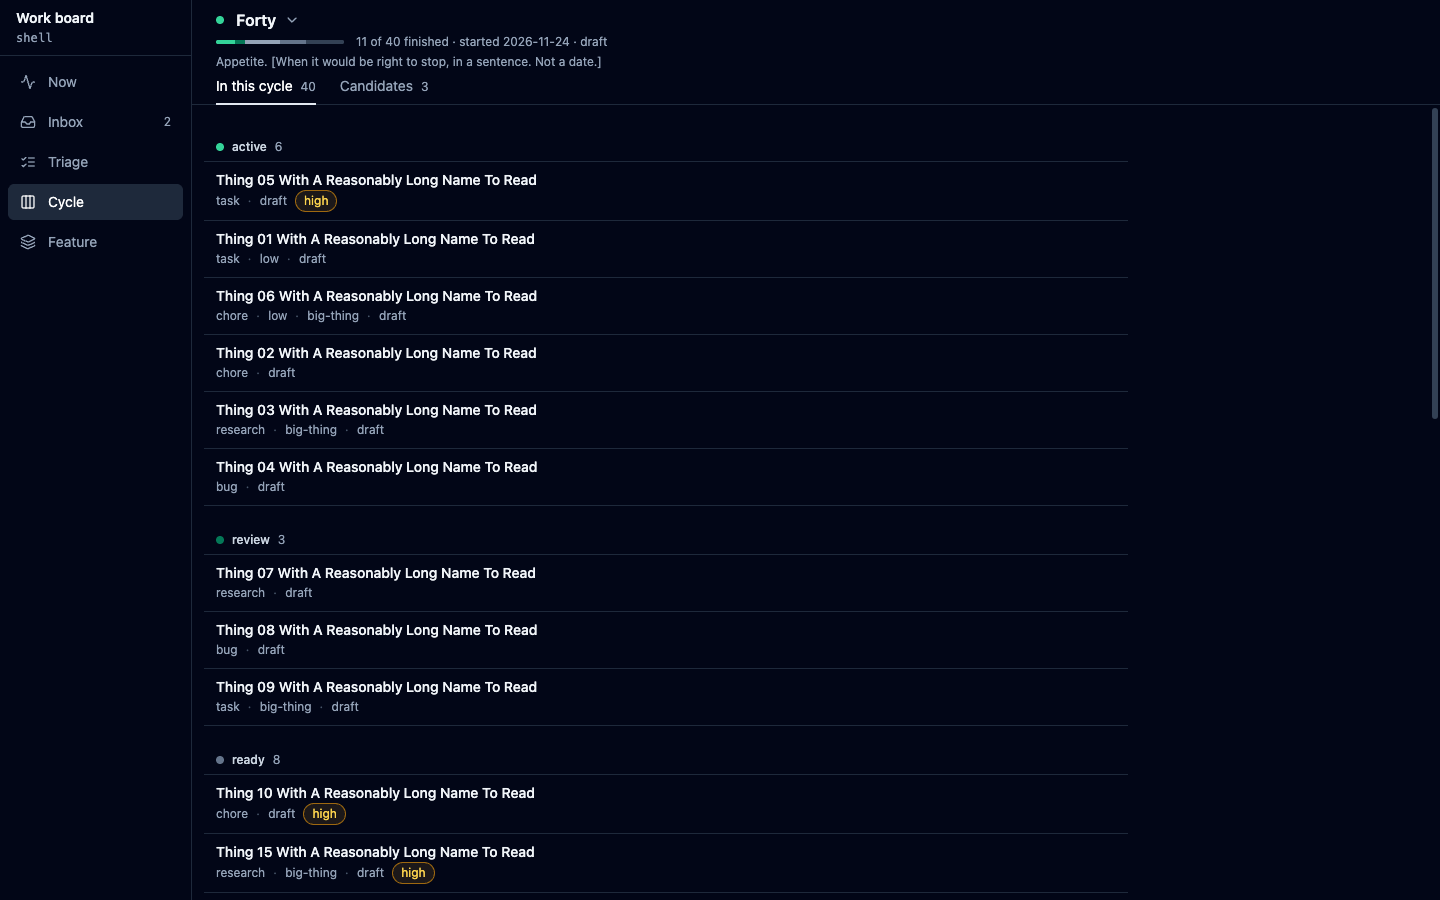 Work board
shell
Now
Inbox 2
Triage
Cycle
Feature
Forty
11 of 40 finished · started 2026-11-24 · draft
Appetite. [When it would be right to stop, in a sentence. Not a date.]
In this cycle 40 Candidates 3
active 6
Thing 05 With A Reasonably Long Name To Read
task · draft high
Thing 01 With A Reasonably Long Name To Read
task · low · draft
Thing 06 With A Reasonably Long Name To Read
chore · low · big-thing · draft
Thing 02 With A Reasonably Long Name To Read
chore · draft
Thing 03 With A Reasonably Long Name To Read
research · big-thing · draft
Thing 04 With A Reasonably Long Name To Read
bug · draft
review 3
Thing 07 With A Reasonably Long Name To Read
research · draft
Thing 08 With A Reasonably Long Name To Read
bug · draft
Thing 09 With A Reasonably Long Name To Read
task · big-thing · draft
ready 8
Thing 10 With A Reasonably Long Name To Read
chore · draft high
Thing 15 With A Reasonably Long Name To Read
research · big-thing · draft high